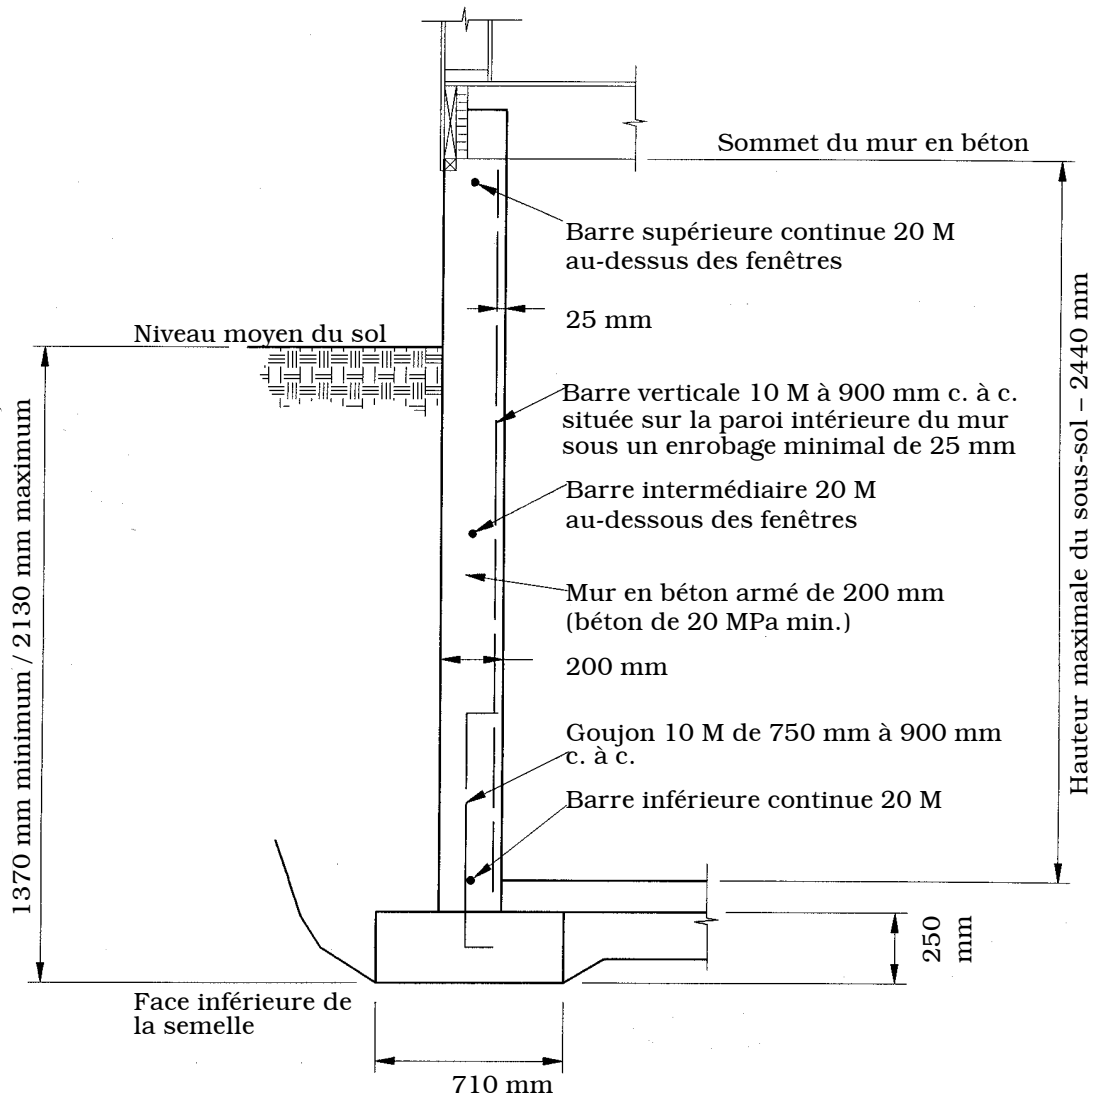 Sommet du mur en béton
Barre supérieure continue 20 M
au-dessus des fenêtres
25 mm
Niveau moyen du sol
Barre verticale 10 M à 900 mm c. à c.
située sur la paroi intérieure du mur
sous un enrobage minimal de 25 mm
Barre intermédiaire 20 M
au-dessous des fenêtres
Mur en béton armé de 200 mm
(béton de 20 MPa min.)
200 mm
Goujon 10 M de 750 mm à 900 mm
c. à c.
Barre inférieure continue 20 M
1370 mm minimum / 2130 mm maximum
Hauteur maximale du sous-sol – 2440 mm
250
mm
Face inférieure de
la semelle
710 mm